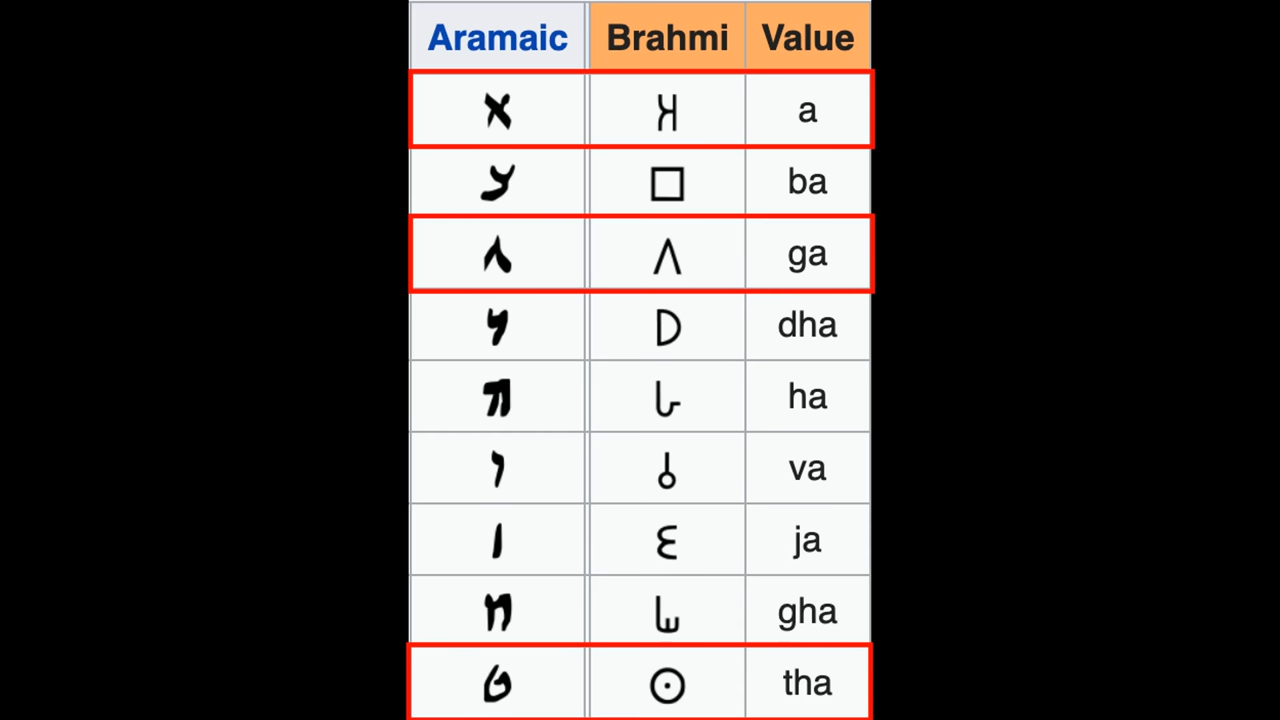 Aramaic Brahmi Value
𐡀 𑀅 a
𐡁 𑀩 ba
𐡂 𑀕 ga
𐡃 𑀥 dha
𐡄 𑀳 ha
𐡅 𑀯 va
𐡆 𑀚 ja
𐡇 𑀖 gha
𐡈 𑀣 tha